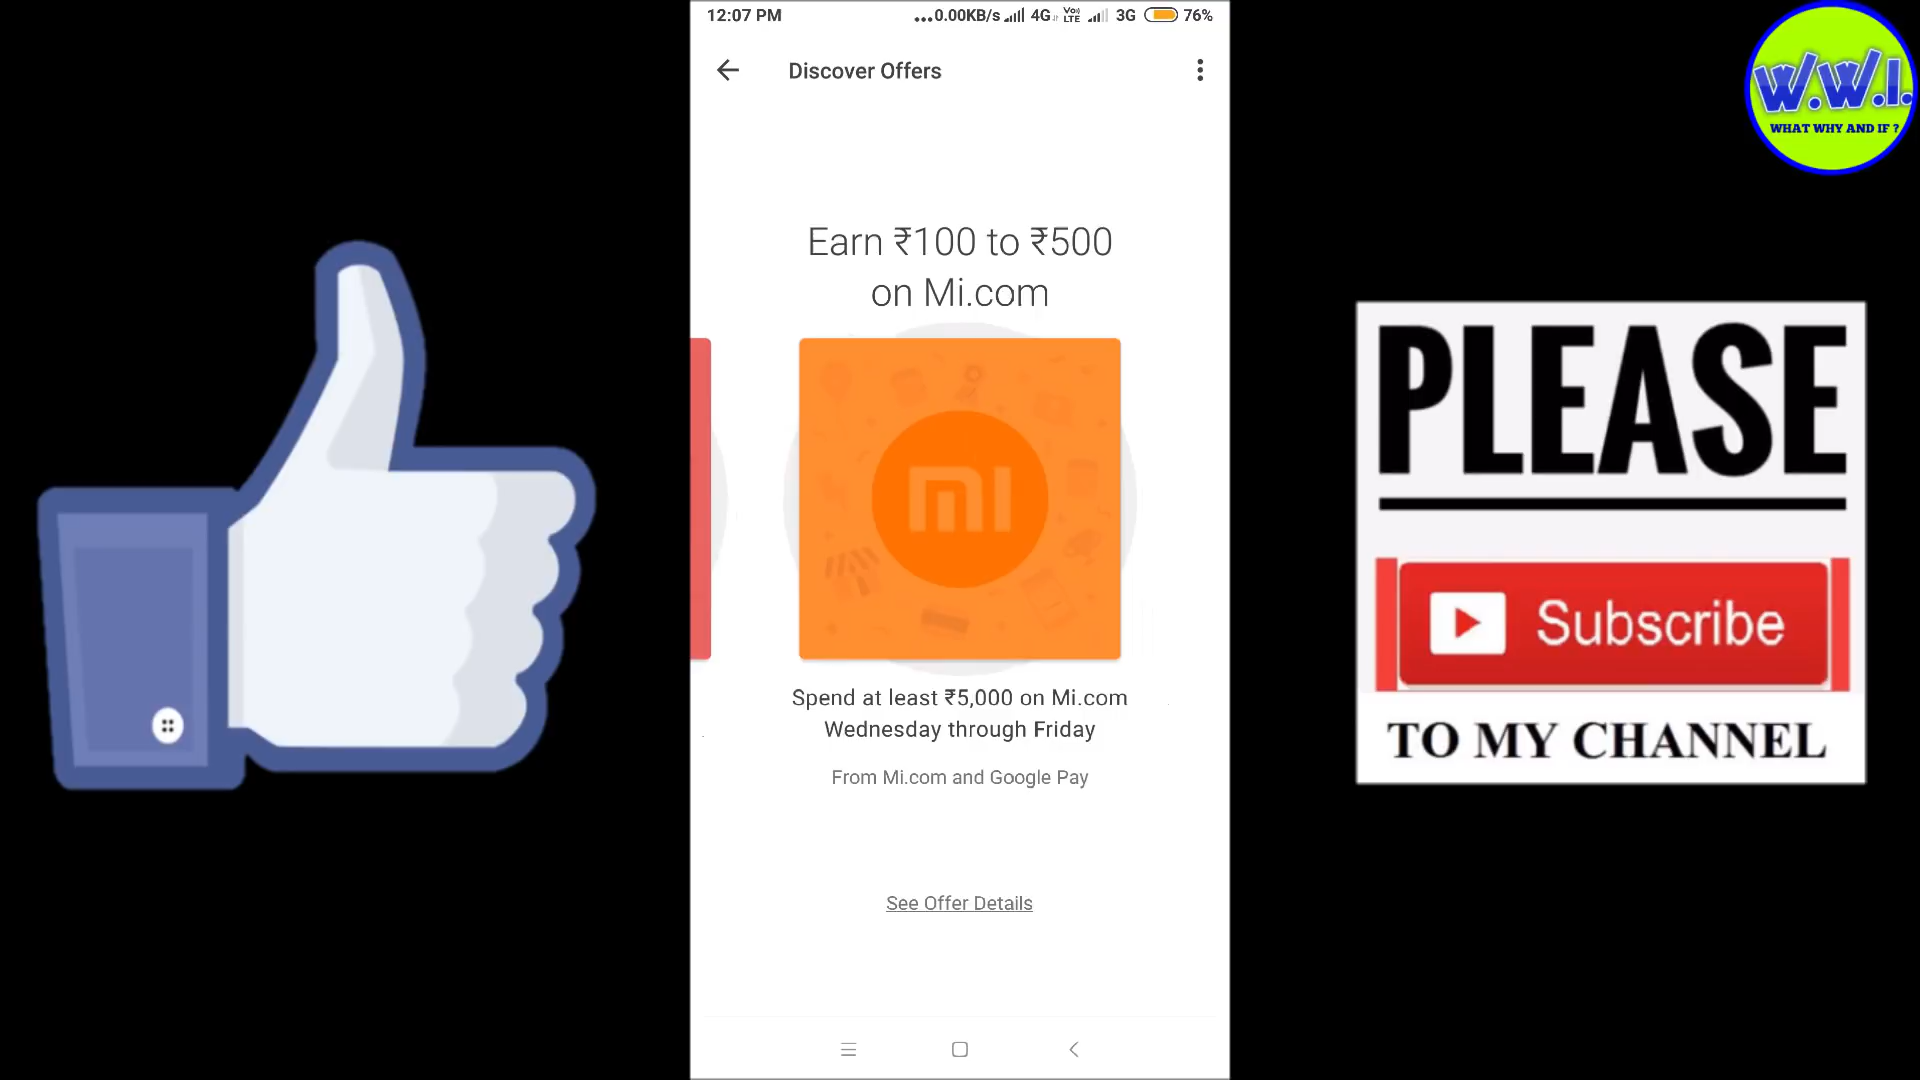 12:07 PM
...0.00KB/s 4G Vo) LTE 3G 76%
Discover Offers
Earn ₹100 to ₹500
on Mi.com
MI
Spend at least ₹5,000 on Mi.com
Wednesday through Friday
From Mi.com and Google Pay
See Offer Details
W.W.I.
WHAT WHY AND IF ?
PLEASE
Subscribe
TO MY CHANNEL